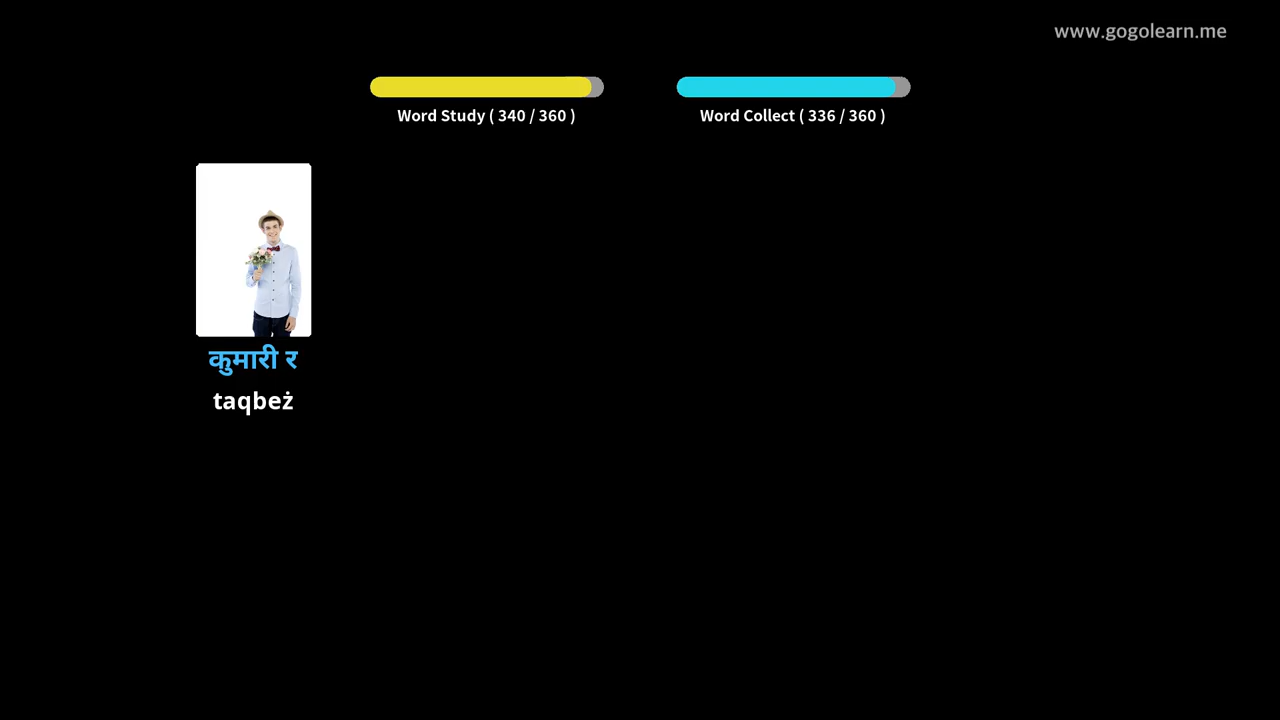 www.gogolearn.me
Word Study ( 340 / 360 )
Word Collect ( 336 / 360 )
कुमारी र
taqbeż